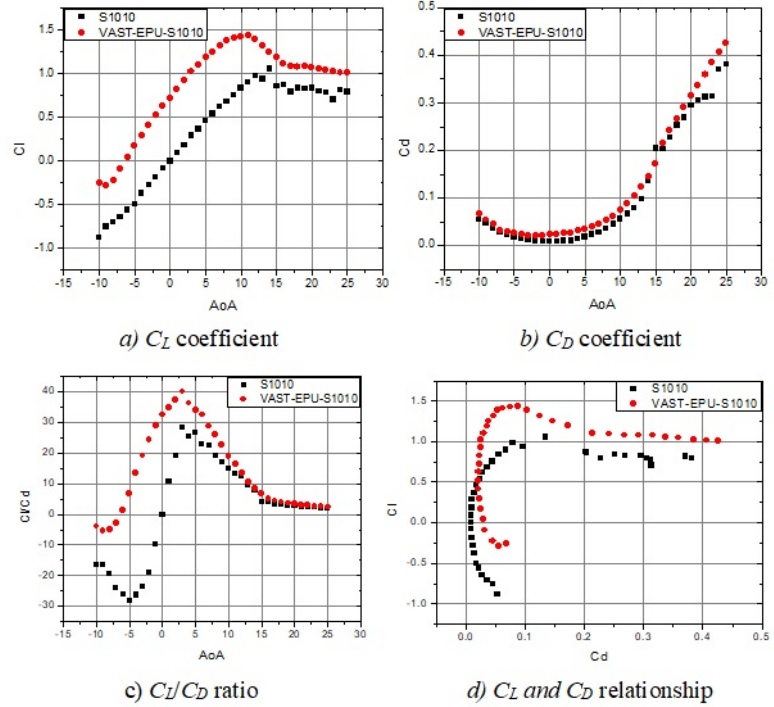 S1010
VAST-EPU-S1010
1.5
1.0
0.5
0.0
-0.5
-1.0
Cl
-15 -10 -5 0 5 10 15 20 25 30
AoA
a) CL coefficient
S1010
VAST-EPU-S1010
0.5
0.4
0.3
0.2
0.1
0.0
Cd
-15 -10 -5 0 5 10 15 20 25 30
AoA
b) CD coefficient
S1010
VAST-EPU-S1010
40
30
20
10
0
-10
-20
-30
Cl/Cd
-15 -10 -5 0 5 10 15 20 25 30
AoA
c) CL/CD ratio
S1010
VAST-EPU-S1010
1.5
1.0
0.5
0.0
-0.5
-1.0
Cl
0.0 0.1 0.2 0.3 0.4 0.5
Cd
d) CL and CD relationship